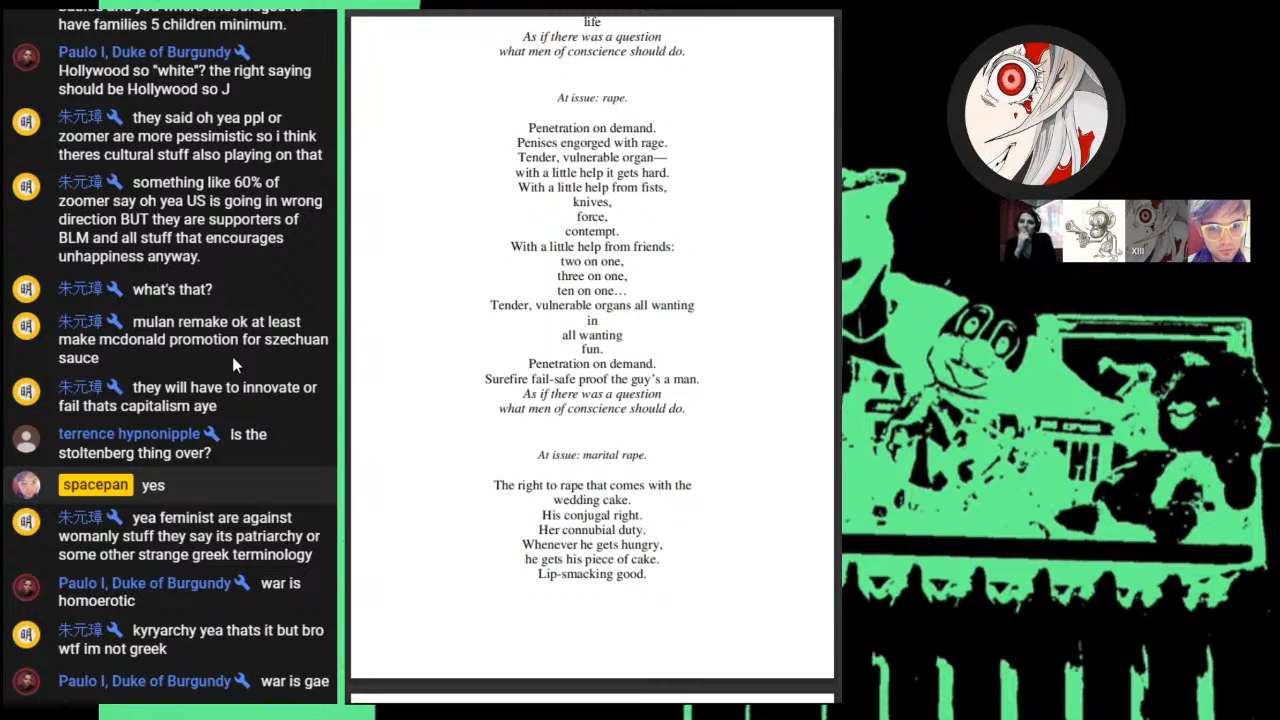 have families 5 children minimum.
Paulo I, Duke of Burgundy
Hollywood so "white"? the right saying
should be Hollywood so J
朱元璋 they said oh yea ppl or
zoomer are more pessimistic so i think
theres cultural stuff also playing on that
朱元璋 something like 60% of
zoomer say oh yea US is going in wrong
direction BUT they are supporters of
BLM and all stuff that encourages
unhappiness anyway.
朱元璋 what's that?
朱元璋 mulan remake ok at least
make mcdonald promotion for szechuan
sauce
朱元璋 they will have to innovate or
fail thats capitalism aye
terrence hypnonipple Is the
stoltenberg thing over?
spacepan yes
朱元璋 yea feminist are against
womanly stuff they say its patriarchy or
some other strange greek terminology
Paulo I, Duke of Burgundy war is
homoerotic
朱元璋 kyryarchy yea thats it but bro
wtf im not greek
Paulo I, Duke of Burgundy war is gae
明
明
明
明
明
明
明
life
As if there was a question
what men of conscience should do.
At issue: rape.
Penetration on demand.
Penises engorged with rage.
Tender, vulnerable organ—
with a little help it gets hard.
With a little help from fists,
knives,
force,
contempt.
With a little help from friends:
two on one,
three on one,
ten on one…
Tender, vulnerable organs all wanting
in
all wanting
fun.
Penetration on demand.
Surefire fail-safe proof the guy's a man.
As if there was a question
what men of conscience should do.
At issue: marital rape.
The right to rape that comes with the
wedding cake.
His conjugal right.
Her connubial duty.
Whenever he gets hungry,
he gets his piece of cake.
Lip-smacking good.
XIII